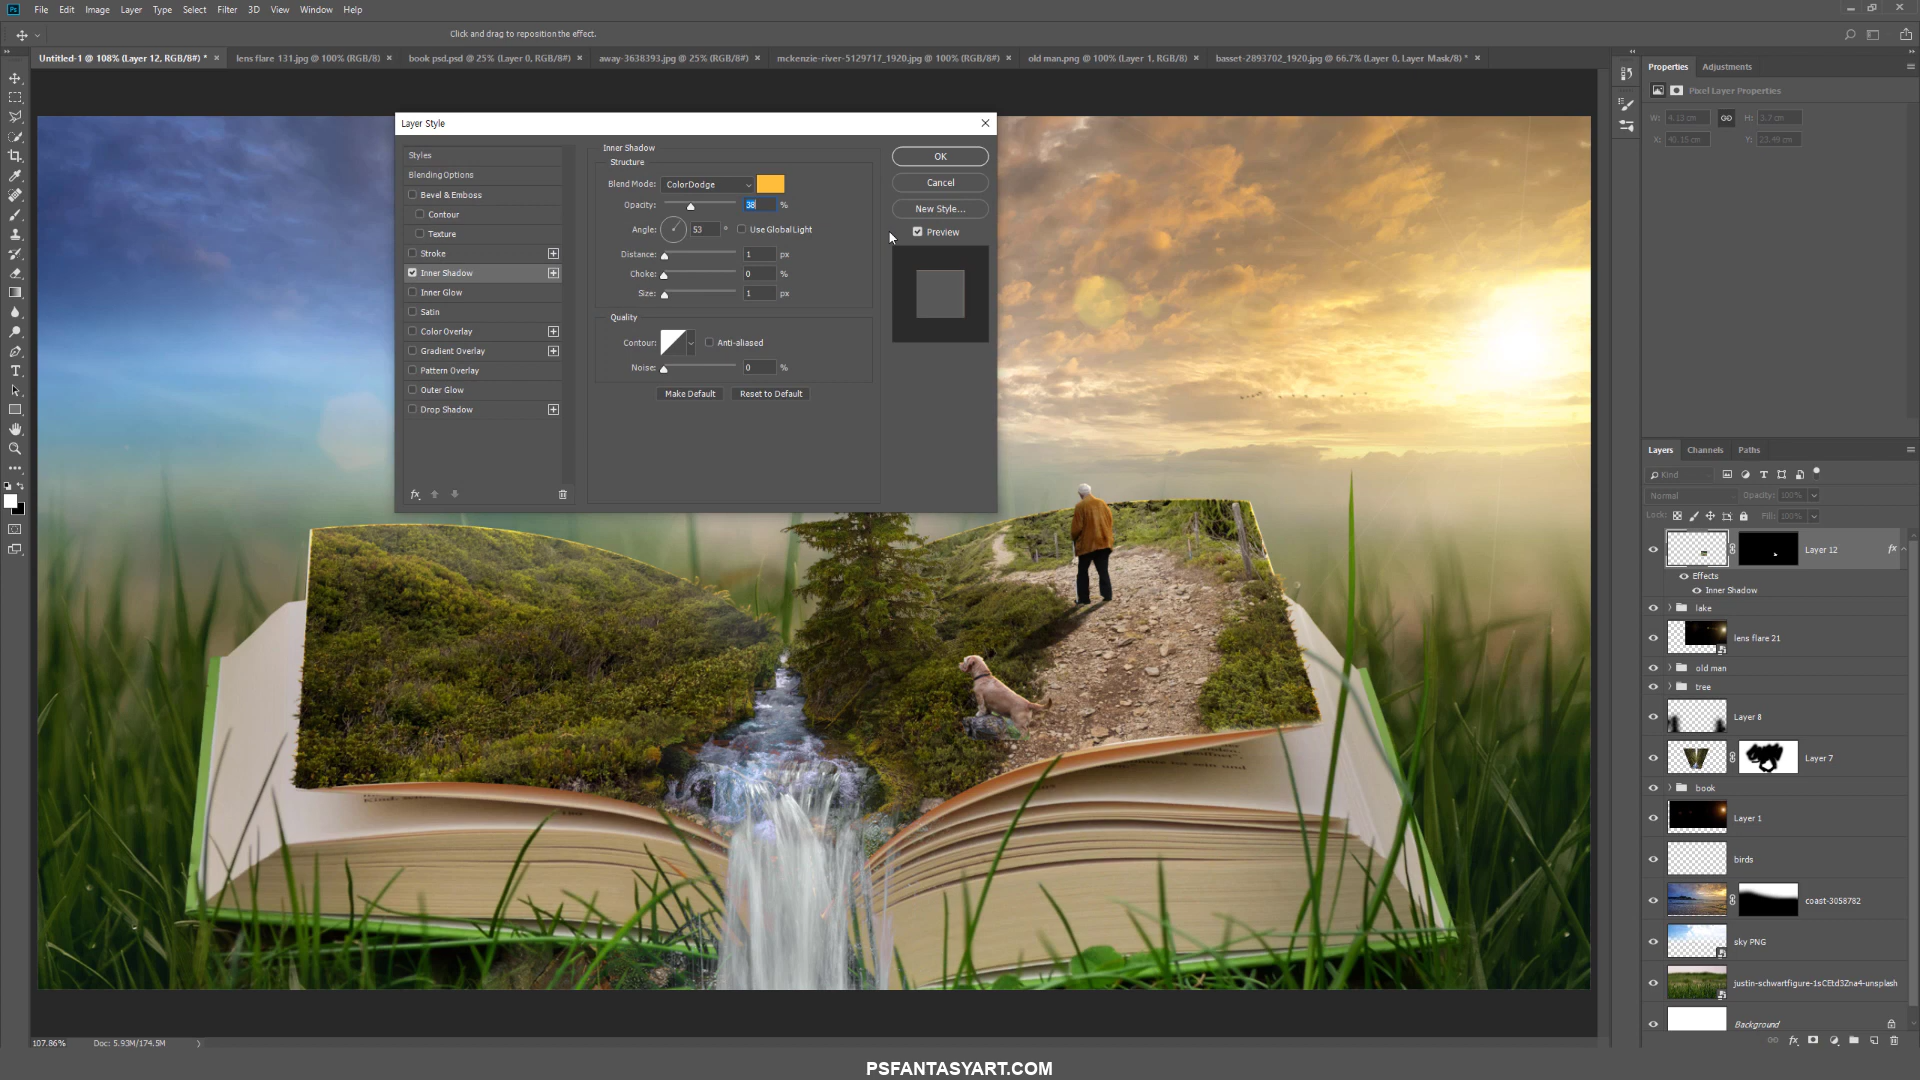 Ps File Edit Image Layer Type Select Filter 3D View Window Help
Click and drag to reposition the effect.
Untitled-1 @ 108% (Layer 12, RGB/8#) * × lens flare 131.jpg @ 100% (RGB/8) × book psd.psd @ 25% (Layer 0, RGB/8#) × away-3638393.jpg @ 25% (RGB/8#) × mckenzie-river-5129717_1920.jpg @ 100% (RGB/8#) × old man.png @ 100% (Layer 1, RGB/8) × basset-2893702_1920.jpg @ 66.7% (Layer 0, Layer Mask/8) * ×
Layer Style
Styles
Blending Options
Bevel & Emboss
Contour
Texture
Stroke
Inner Shadow
Inner Glow
Satin
Color Overlay
Gradient Overlay
Pattern Overlay
Outer Glow
Drop Shadow
fx
Inner Shadow
Structure
Blend Mode: Color Dodge
Opacity: 38 %
Angle: 53 ° Use Global Light
Distance: 1 px
Choke: 0 %
Size: 1 px
Quality
Contour: Anti-aliased
Noise: 0 %
Make Default Reset to Default
OK
Cancel
New Style...
Preview
Properties Adjustments
Pixel Layer Properties
W: 4.13 cm H: 3.7 cm
X: 40.15 cm Y: 23.49 cm
Layers Channels Paths
Kind
Normal Opacity: 100%
Lock: Fill: 100%
Layer 12 fx
Effects
Inner Shadow
lake
lens flare 21
old man
tree
Layer 8
Layer 7
book
Layer 1
birds
coast-3058782
sky PNG
justin-schwartfigure-1sCEtd3Zna4-unsplash
Background
fx
107.86% Doc: 5.93M/174.5M
PSFANTASYART.COM